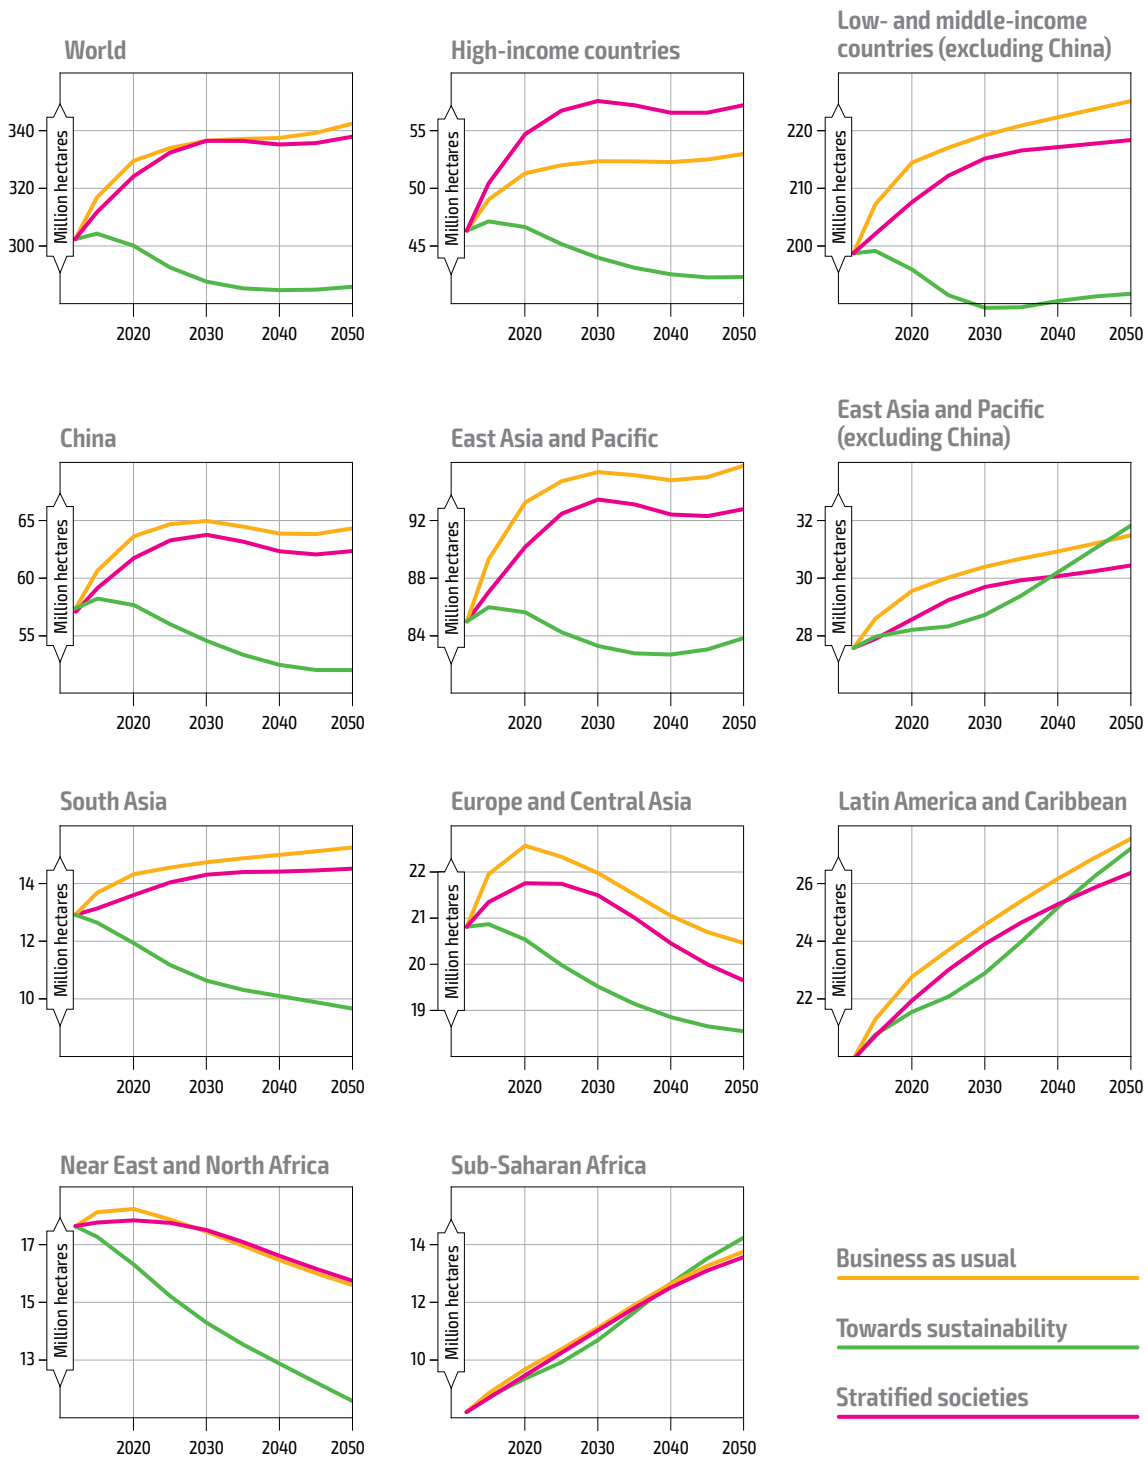 World
340
320
300
Million hectares
2020 2030 2040 2050
High-income countries
55
50
45
Million hectares
2020 2030 2040 2050
Low- and middle-income
countries (excluding China)
220
210
200
Million hectares
2020 2030 2040 2050
China
65
60
55
Million hectares
2020 2030 2040 2050
East Asia and Pacific
92
88
84
Million hectares
2020 2030 2040 2050
East Asia and Pacific
(excluding China)
32
30
28
Million hectares
2020 2030 2040 2050
South Asia
14
12
10
Million hectares
2020 2030 2040 2050
Europe and Central Asia
22
21
20
19
Million hectares
2020 2030 2040 2050
Latin America and Caribbean
26
24
22
Million hectares
2020 2030 2040 2050
Near East and North Africa
17
15
13
Million hectares
2020 2030 2040 2050
Sub-Saharan Africa
14
12
10
Million hectares
2020 2030 2040 2050
Business as usual
Towards sustainability
Stratified societies